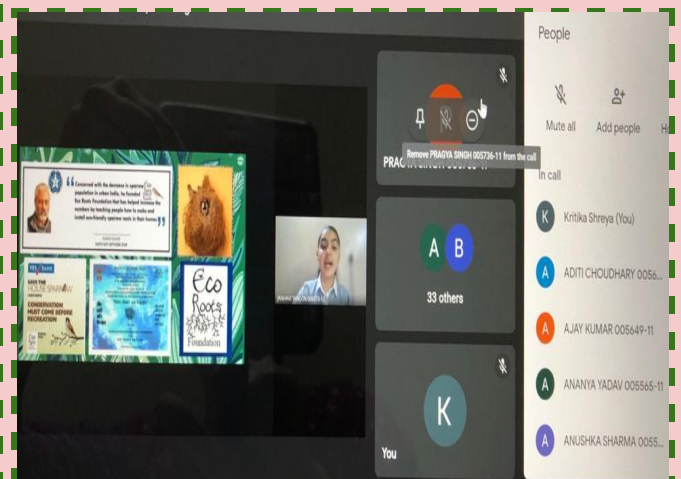 Concerned with the decrease in sparrow
population in urban India, he founded
Eco Roots Foundation that has helped increase the
numbers by teaching people how to make and
install eco-friendly sparrow nests in their homes.
YES BANK
SAVE THE
HOUSE SPARROW
CONSERVATION
MUST COME BEFORE
RECREATION
Eco
Roots
Foundation
Remove PRAGYA SINGH 005736-11 from the call
33 others
A
B
K
You
People
Mute all
Add people
In call
K
Kritika Shreya (You)
A
ADITI CHOUDHARY 0056...
A
AJAY KUMAR 005649-11
A
ANANYA YADAV 005565-11
A
ANUSHKA SHARMA 0055...